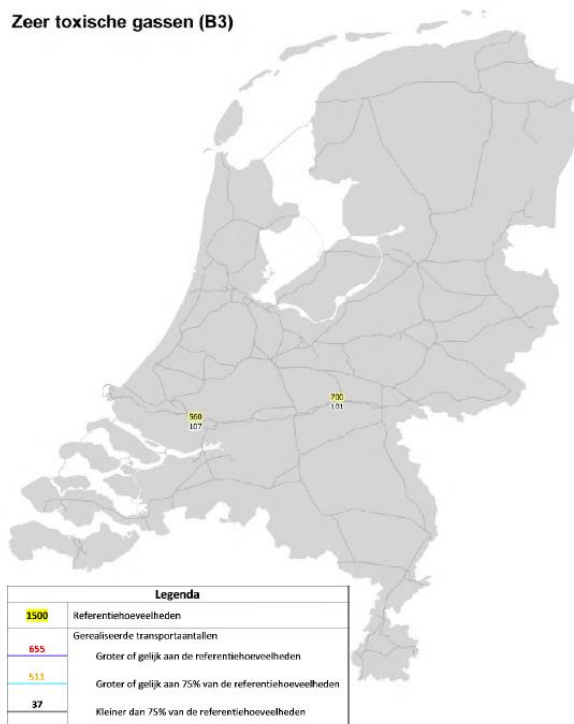 Zeer toxische gassen (B3)
700
101
560
107
Legenda
1500 Referentiehoeveelheden
Gerealiseerde transportaantallen
655 Groter of gelijk aan de referentiehoeveelheden
511 Groter of gelijk aan 75% van de referentiehoeveelheden
37 Kleiner dan 75% van de referentiehoeveelheden